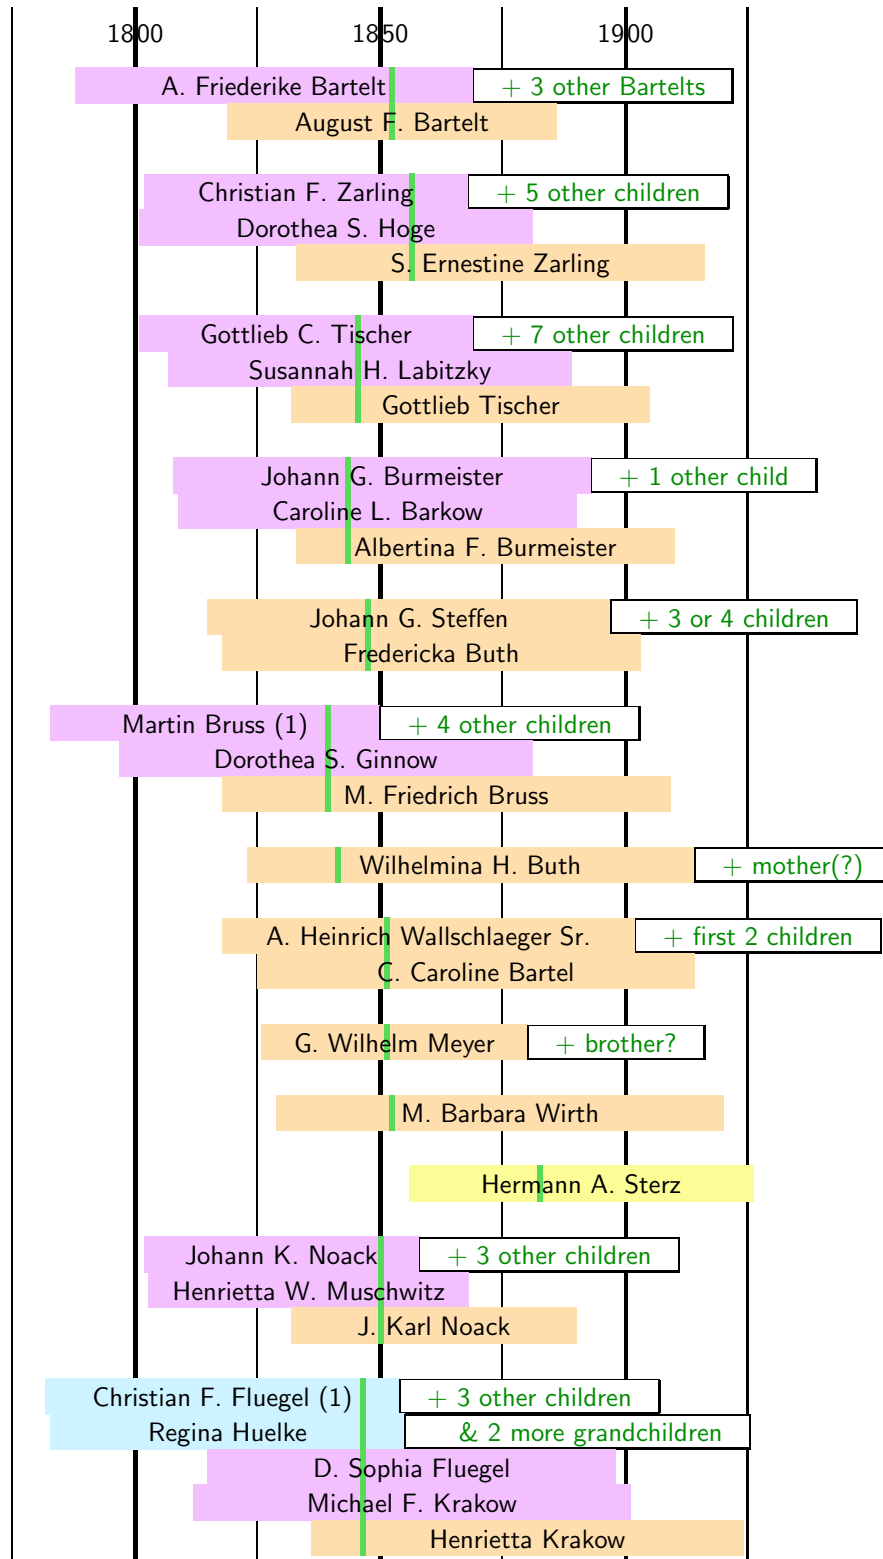 1800 1850 1900
A. Friederike Bartelt + 3 other Bartelts
August F. Bartelt
Christian F. Zarling + 5 other children
Dorothea S. Hoge
S. Ernestine Zarling
Gottlieb C. Tischer + 7 other children
Susannah H. Labitzky
Gottlieb Tischer
Johann G. Burmeister + 1 other child
Caroline L. Barkow
Albertina F. Burmeister
Johann G. Steffen + 3 or 4 children
Fredericka Buth
Martin Bruss (1) + 4 other children
Dorothea S. Ginnow
M. Friedrich Bruss
Wilhelmina H. Buth + mother(?)
A. Heinrich Wallschlaeger Sr. + first 2 children
C. Caroline Bartel
G. Wilhelm Meyer + brother?
M. Barbara Wirth
Hermann A. Sterz
Johann K. Noack + 3 other children
Henrietta W. Muschwitz
J. Karl Noack
Christian F. Fluegel (1) + 3 other children
Regina Huelke & 2 more grandchildren
D. Sophia Fluegel
Michael F. Krakow
Henrietta Krakow